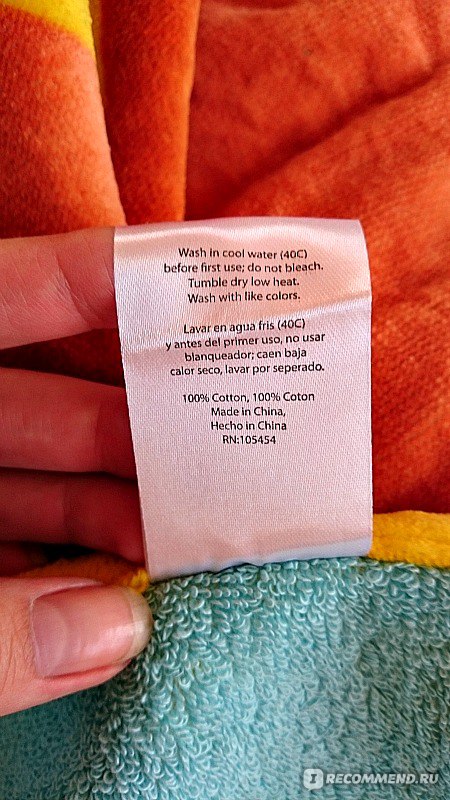 Wash in cool water (40C)
before first use; do not bleach.
Tumble dry low heat.
Wash with like colors.
Lavar en agua fris (40C)
y antes del primer uso, no usar
blanqueador; caen baja
calor seco, lavar por seperado.
100% Cotton, 100% Coton
Made in China,
Hecho in China
RN:105454
IRECOMMEND.RU